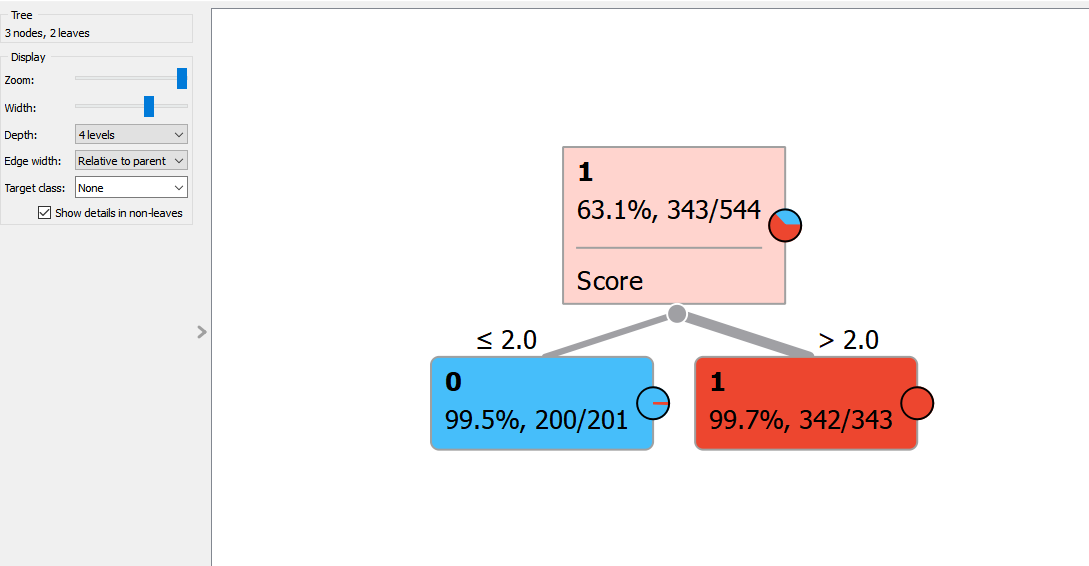 Tree
3 nodes, 2 leaves
Display
Zoom:
Width:
Depth: 4 levels
Edge width: Relative to parent
Target class: None
Show details in non-leaves
1
63.1%, 343/544
Score
≤ 2.0
> 2.0
0
99.5%, 200/201
1
99.7%, 342/343